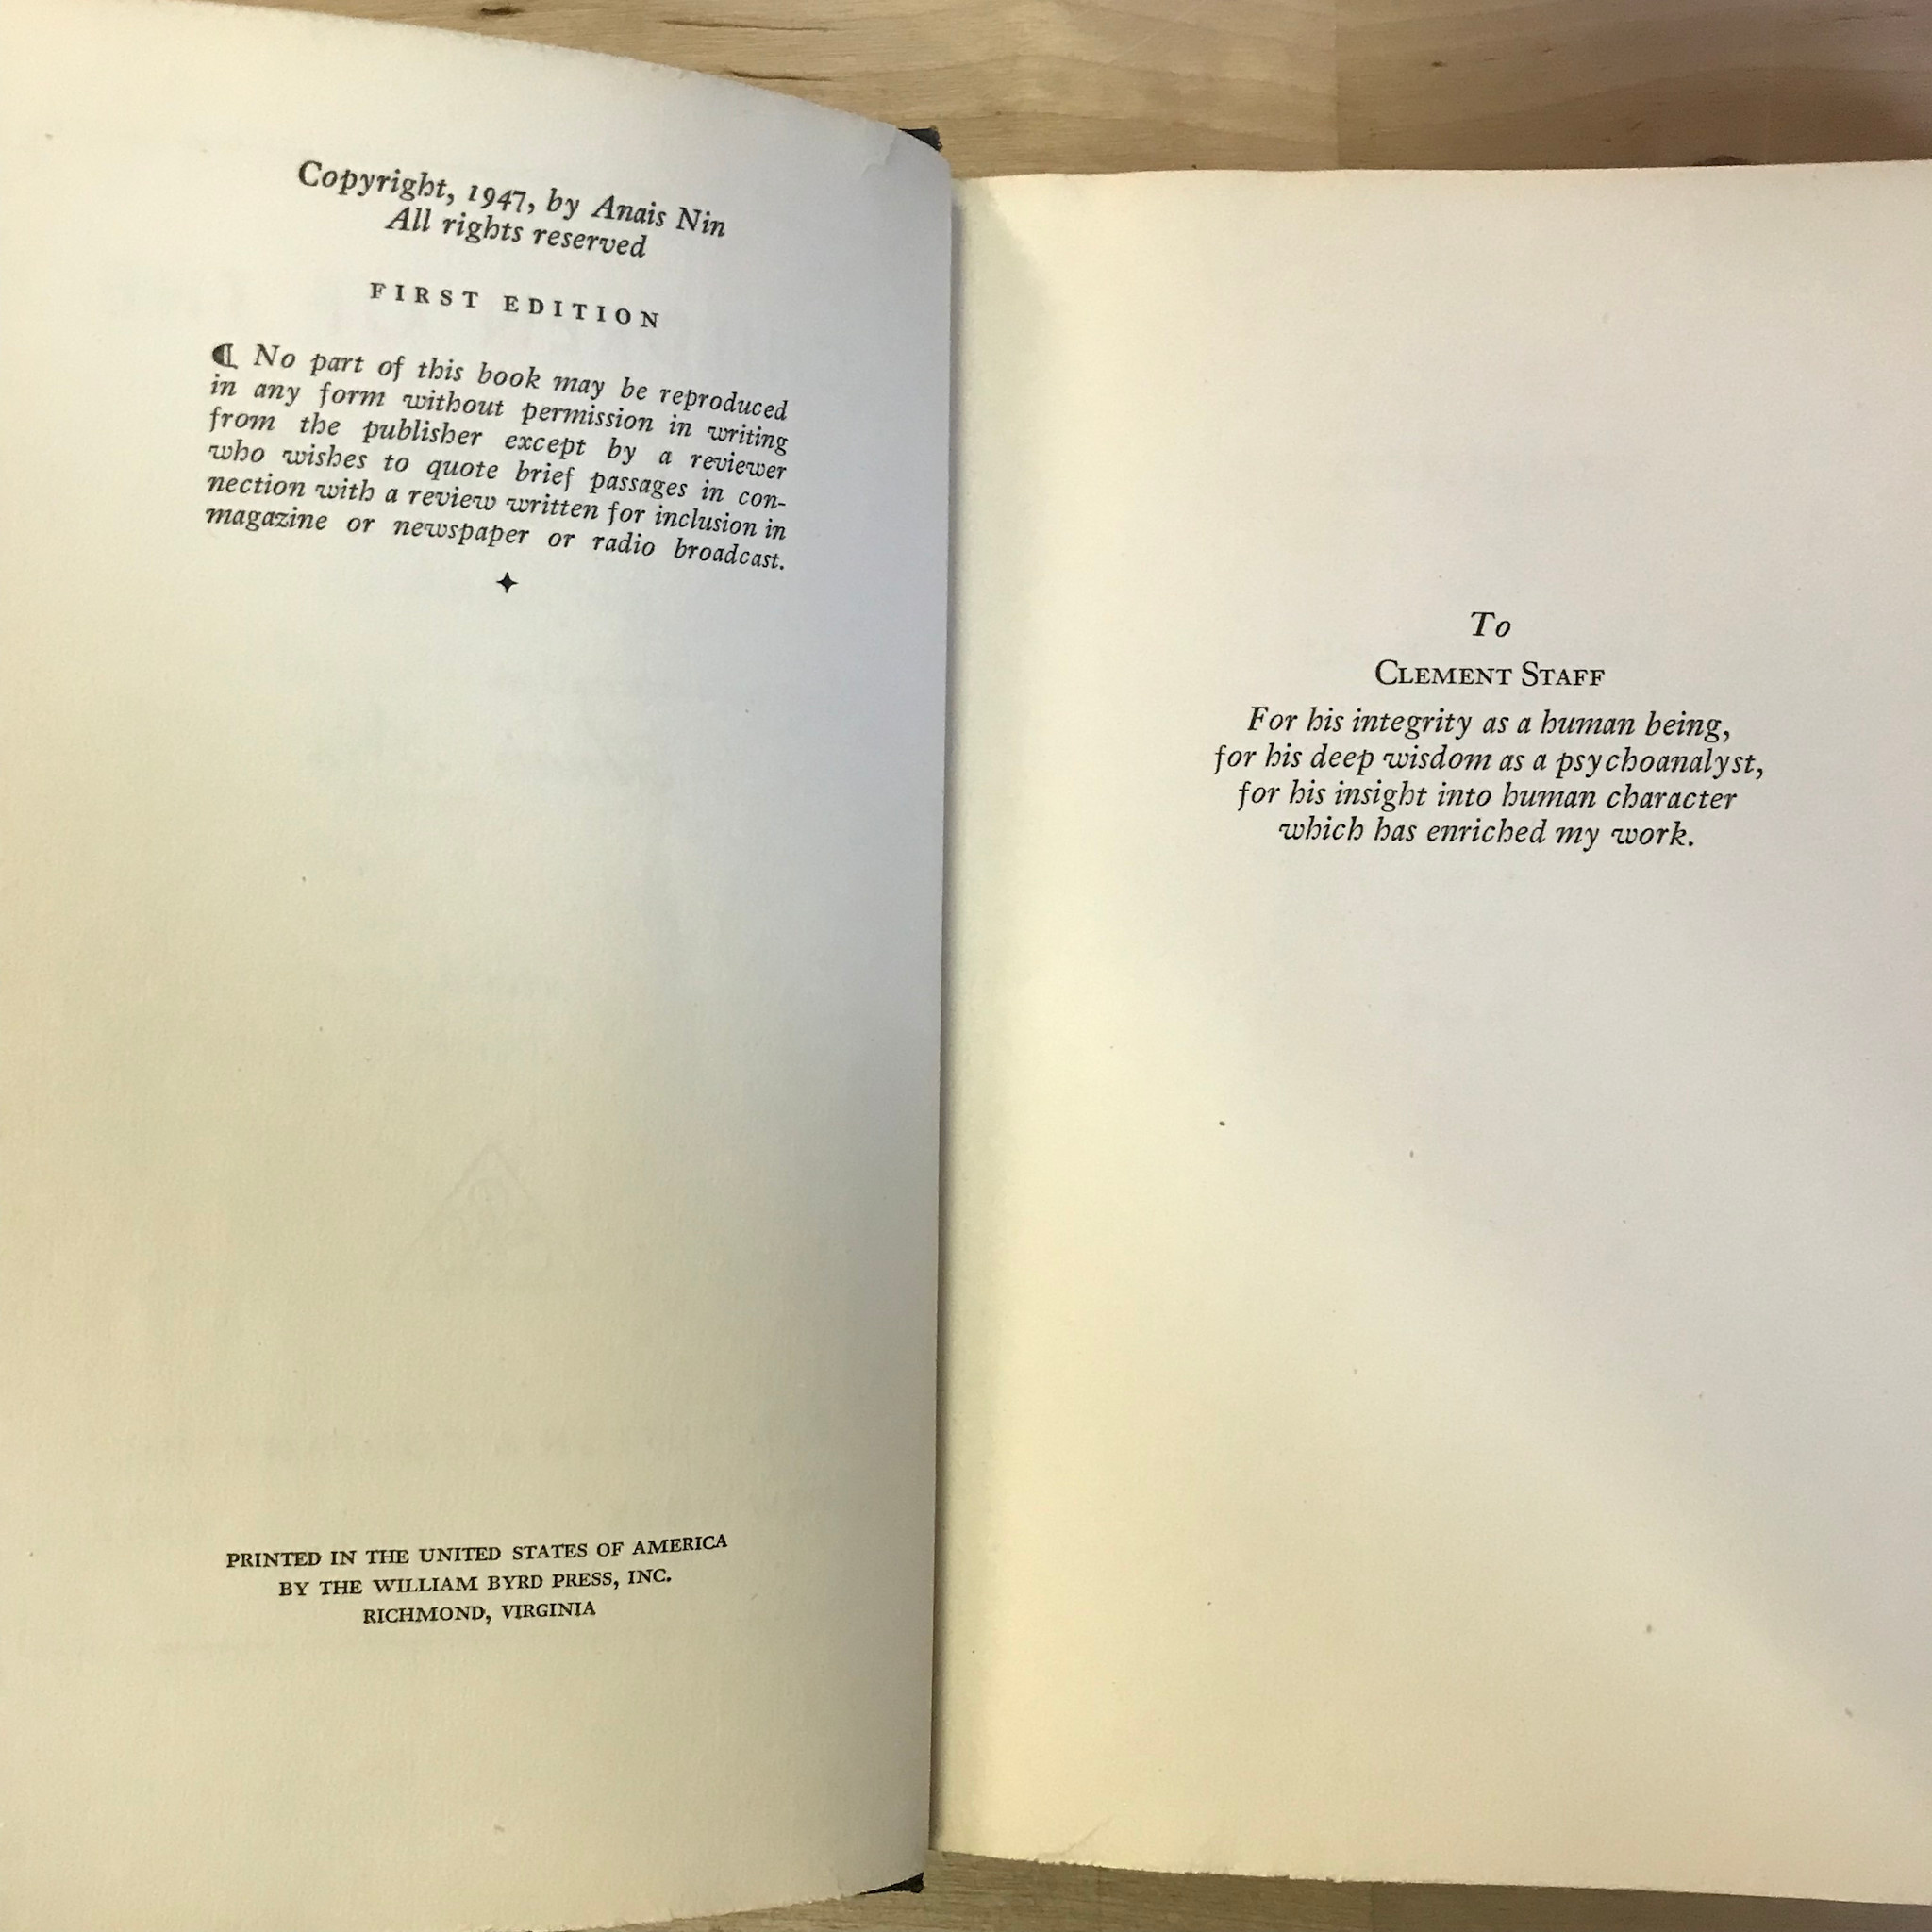 Copyright, 1947, by Anais Nin
All rights reserved
FIRST EDITION
¶ No part of this book may be reproduced
in any form without permission in writing
from the publisher except by a reviewer
who wishes to quote brief passages in con-
nection with a review written for inclusion in
magazine or newspaper or radio broadcast.
PRINTED IN THE UNITED STATES OF AMERICA
BY THE WILLIAM BYRD PRESS, INC.
RICHMOND, VIRGINIA
To
CLEMENT STAFF
For his integrity as a human being,
for his deep wisdom as a psychoanalyst,
for his insight into human character
which has enriched my work.